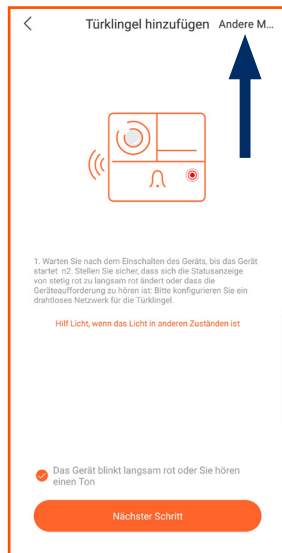 Türklingel hinzufügen Andere M...
1. Warten Sie nach dem Einschalten des Geräts, bis das Gerät
startet n2. Stellen Sie sicher, dass sich die Statusanzeige
von stetig rot zu langsam rot ändert oder dass die
Geräteaufforderung zu hören ist: Bitte konfigurieren Sie ein
drahtloses Netzwerk für die Türklingel.
Hilf Licht, wenn das Licht in anderen Zuständen ist
Das Gerät blinkt langsam rot oder Sie hören
einen Ton
Nächster Schritt